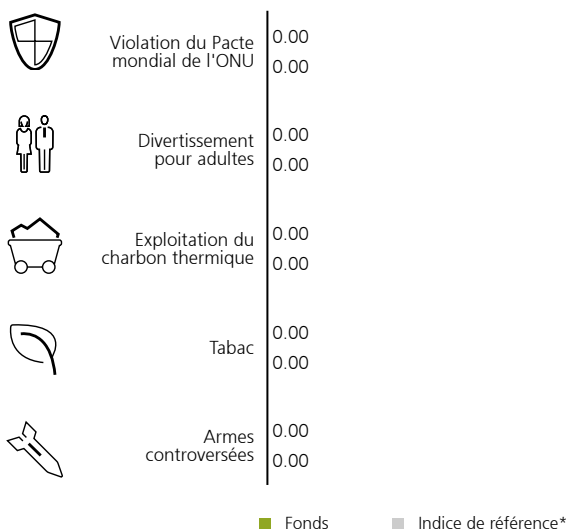 Violation du Pacte
mondial de l'ONU
0.00
0.00
Divertissement
pour adultes
0.00
0.00
Exploitation du
charbon thermique
0.00
0.00
Tabac
0.00
0.00
Armes
controversées
0.00
0.00
Fonds
Indice de référence*